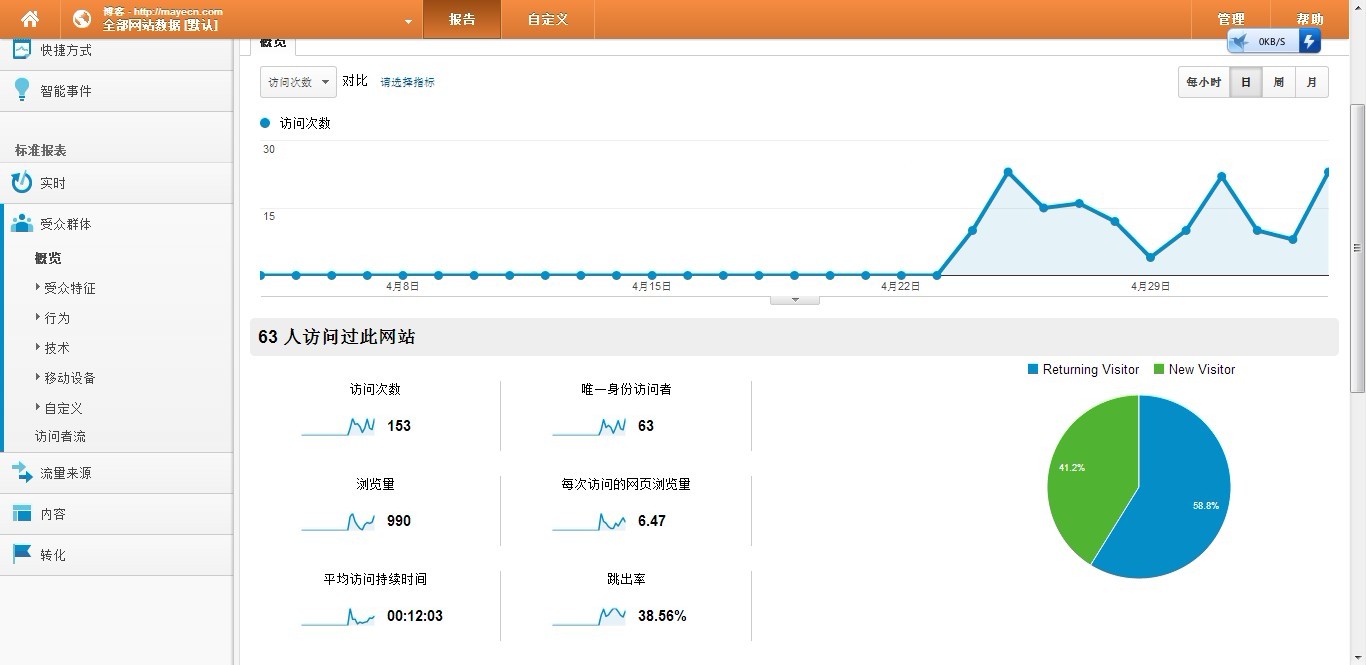 博客 - http://mayecn.com
全部网站数据 [默认]
报告
自定义
管理
帮助
0KB/S
快捷方式
智能事件
标准报表
实时
受众群体
概览
受众特征
行为
技术
移动设备
自定义
访问者流
流量来源
内容
转化
概览
访问次数
对比
请选择指标
每小时
日
周
月
访问次数
30
15
4月8日
4月15日
4月22日
4月29日
63 人访问过此网站
访问次数
153
唯一身份访问者
63
浏览量
990
每次访问的网页浏览量
6.47
平均访问持续时间
00:12:03
跳出率
38.56%
Returning Visitor
New Visitor
41.2%
58.8%